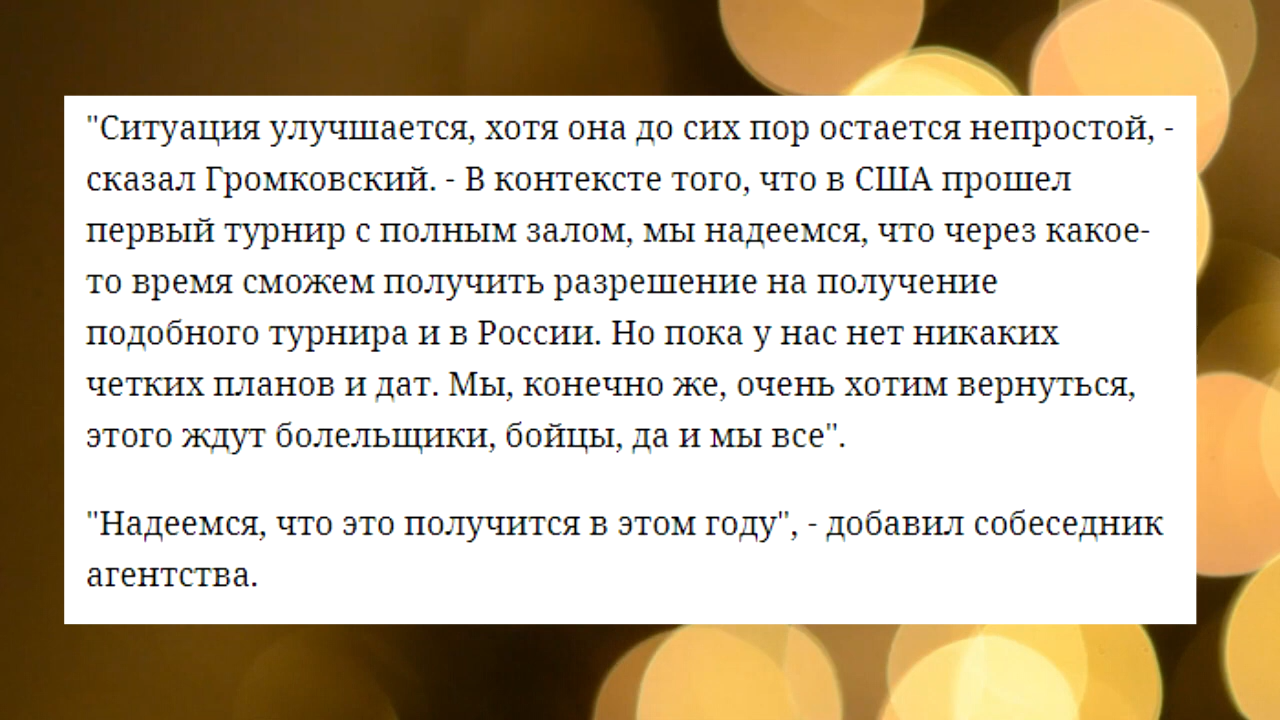 "Ситуация улучшается, хотя она до сих пор остается непростой, -
сказал Громковский. - В контексте того, что в США прошел
первый турнир с полным залом, мы надеемся, что через какое-
то время сможем получить разрешение на получение
подобного турнира и в России. Но пока у нас нет никаких
четких планов и дат. Мы, конечно же, очень хотим вернуться,
этого ждут болельщики, бойцы, да и мы все".
"Надеемся, что это получится в этом году", - добавил собеседник
агентства.